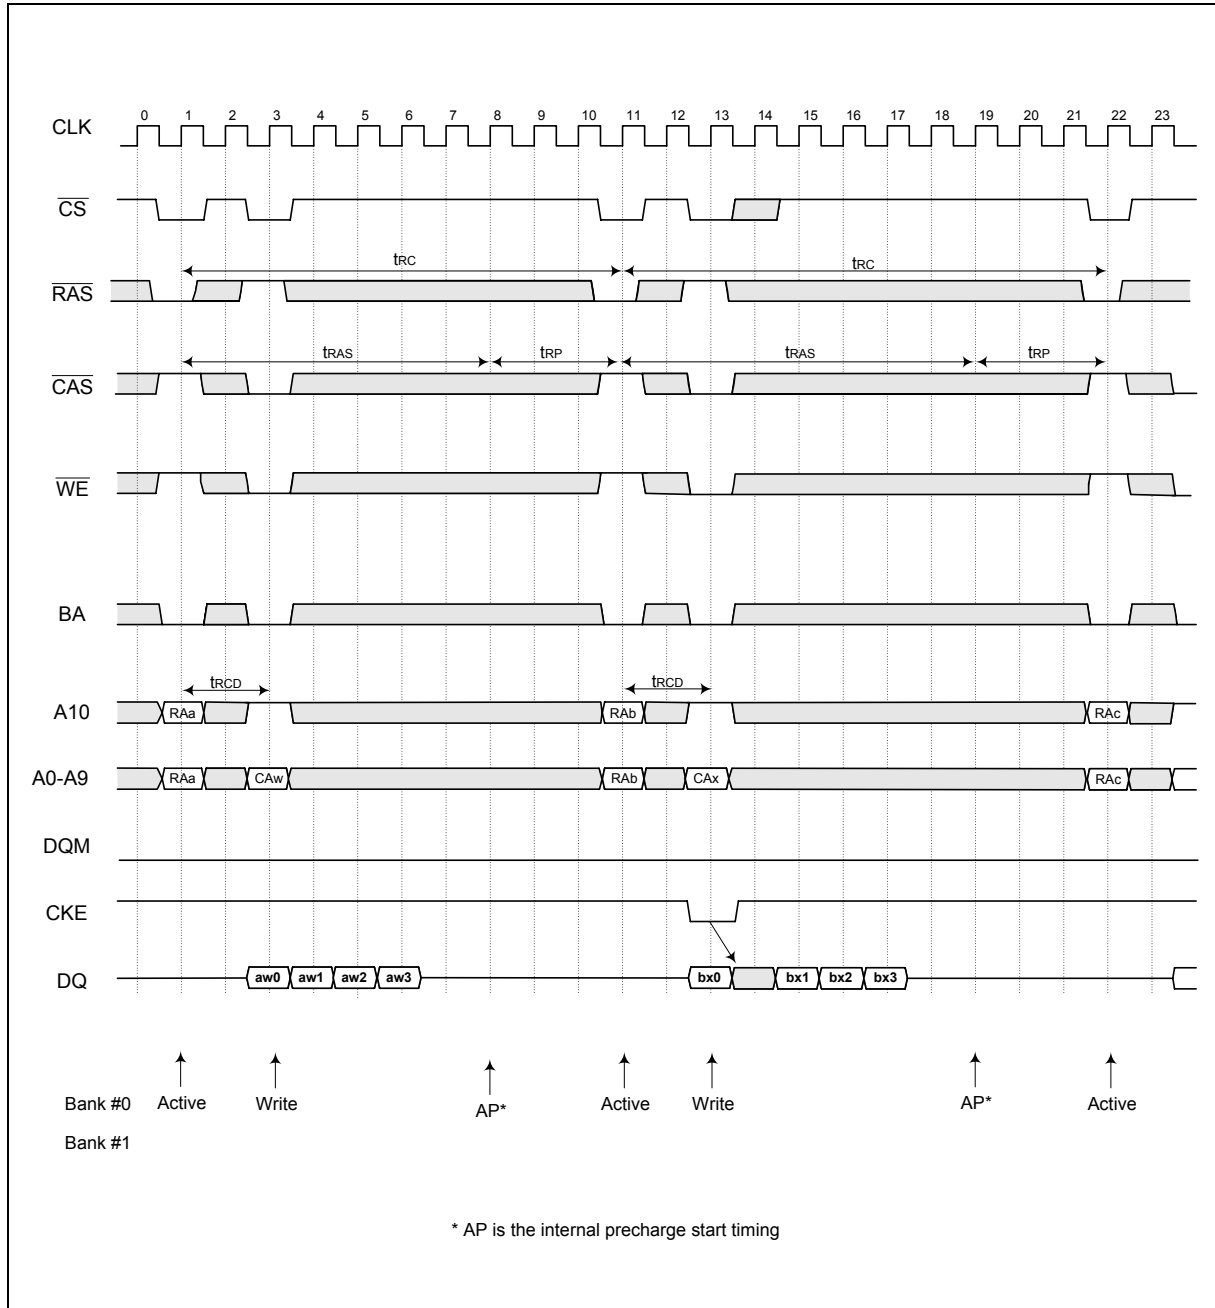 0 1 2 3 4 5 6 7 8 9 10 11 12 13 14 15 16 17 18 19 20 21 22 23
CLK
CS
tRC tRC
RAS
tRAS tRP tRAS tRP
CAS
WE
BA
tRCD tRCD
A10 RAa RAb RAc
A0-A9 RAa CAw RAb CAx RAc
DQM
CKE
DQ aw0 aw1 aw2 aw3 bx0 bx1 bx2 bx3
Bank #0 Active Write AP* Active Write AP* Active
Bank #1
* AP is the internal precharge start timing